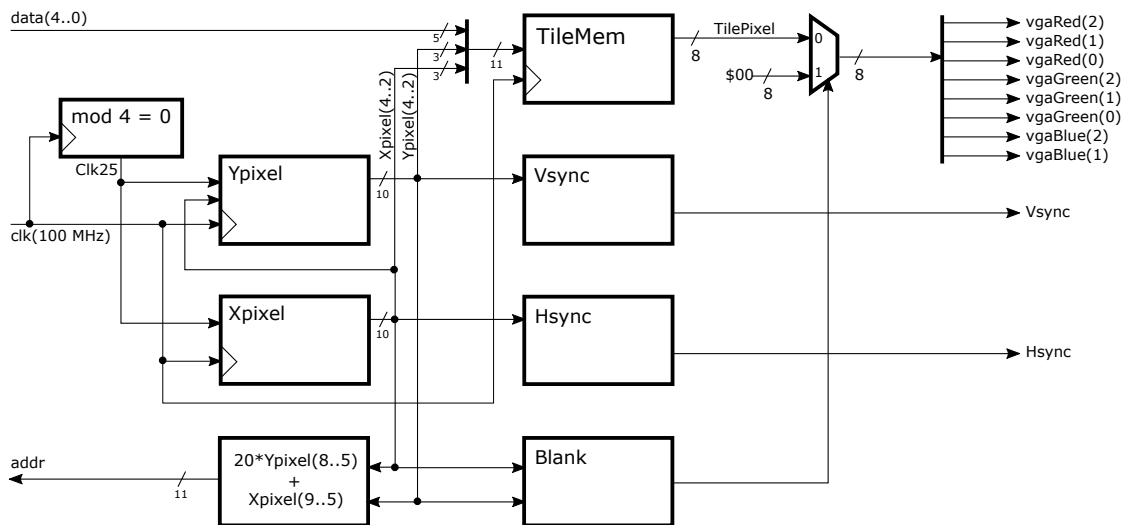 data(4..0)
5
3
3
11
TileMem
8
TilePixel
0
$00
8
1
8
vgaRed(2)
vgaRed(1)
vgaRed(0)
vgaGreen(2)
vgaGreen(1)
vgaGreen(0)
vgaBlue(2)
vgaBlue(1)
mod 4 = 0
Clk25
clk(100 MHz)
Xpixel(4..2)
Ypixel(4..2)
Ypixel
10
Vsync
Vsync
Xpixel
10
Hsync
Hsync
addr
11
20*Ypixel(8..5)
+
Xpixel(9..5)
Blank